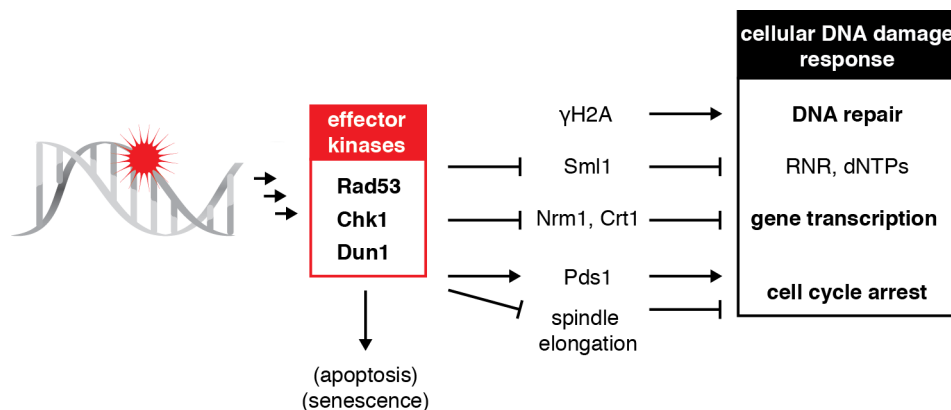 cellular DNA damage
response
effector
kinases
Rad53
Chk1
Dun1
γH2A
DNA repair
Sml1
RNR, dNTPs
Nrm1, Crt1
gene transcription
Pds1
cell cycle arrest
spindle
elongation
(apoptosis)
(senescence)